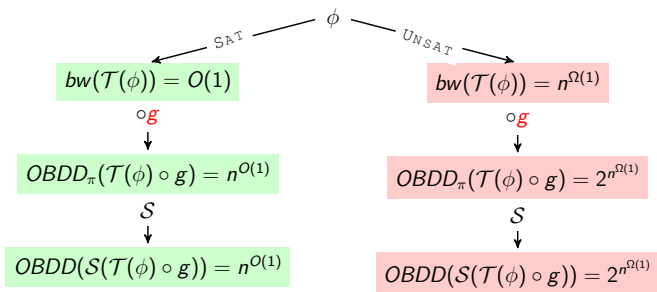 ϕ
SAT UNSAT
bw(𝒯(ϕ)) = O(1) bw(𝒯(ϕ)) = n^{Ω(1)}
∘g ∘g
OBDD_π(𝒯(ϕ) ∘ g) = n^{O(1)} OBDD_π(𝒯(ϕ) ∘ g) = 2^{n^{Ω(1)}}
𝒮 𝒮
OBDD(𝒮(𝒯(ϕ) ∘ g)) = n^{O(1)} OBDD(𝒮(𝒯(ϕ) ∘ g)) = 2^{n^{Ω(1)}}